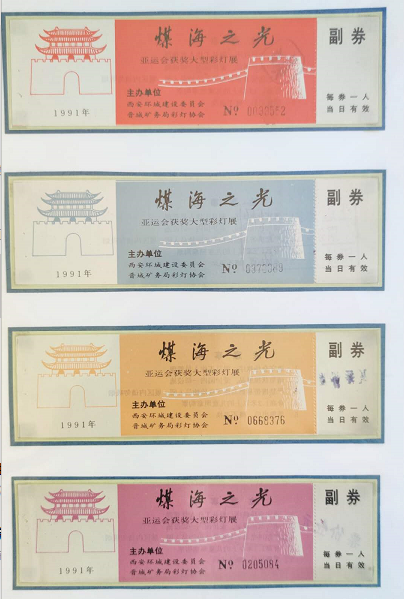 煤海之光
亚运会获奖大型彩灯展
主办单位
西安环城建设委员会
晋城矿务局彩灯协会
1991年
Nº
副券
每券一人
当日有效
煤海之光
亚运会获奖大型彩灯展
主办单位
西安环城建设委员会
晋城矿务局彩灯协会
1991年
Nº
副券
每券一人
当日有效
煤海之光
亚运会获奖大型彩灯展
主办单位
西安环城建设委员会
晋城矿务局彩灯协会
1991年
Nº 0668376
副券
每券一人
当日有效
煤海之光
亚运会获奖大型彩灯展
主办单位
西安环城建设委员会
晋城矿务局彩灯协会
1991年
Nº 0205084
副券
每券一人
当日有效